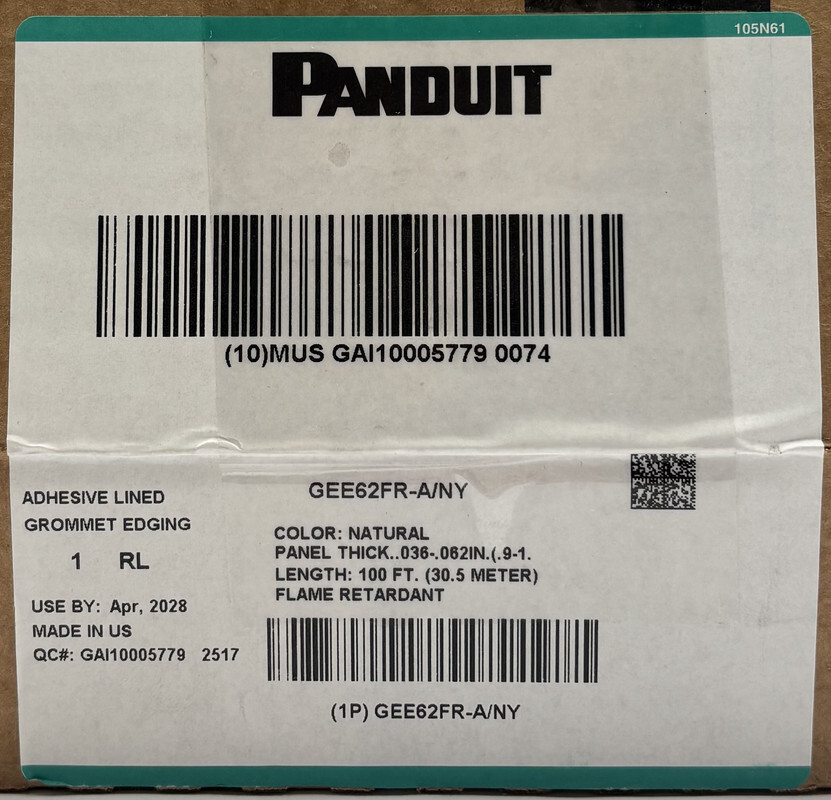 105N61
PANDUIT
(10)MUS GAI10005779 0074
ADHESIVE LINED
GROMMET EDGING
1 RL
USE BY: Apr, 2028
MADE IN US
QC#: GAI10005779 2517
GEE62FR-A/NY
COLOR: NATURAL
PANEL THICK..036-.062IN.(.9-1.
LENGTH: 100 FT. (30.5 METER)
FLAME RETARDANT
(1P) GEE62FR-A/NY